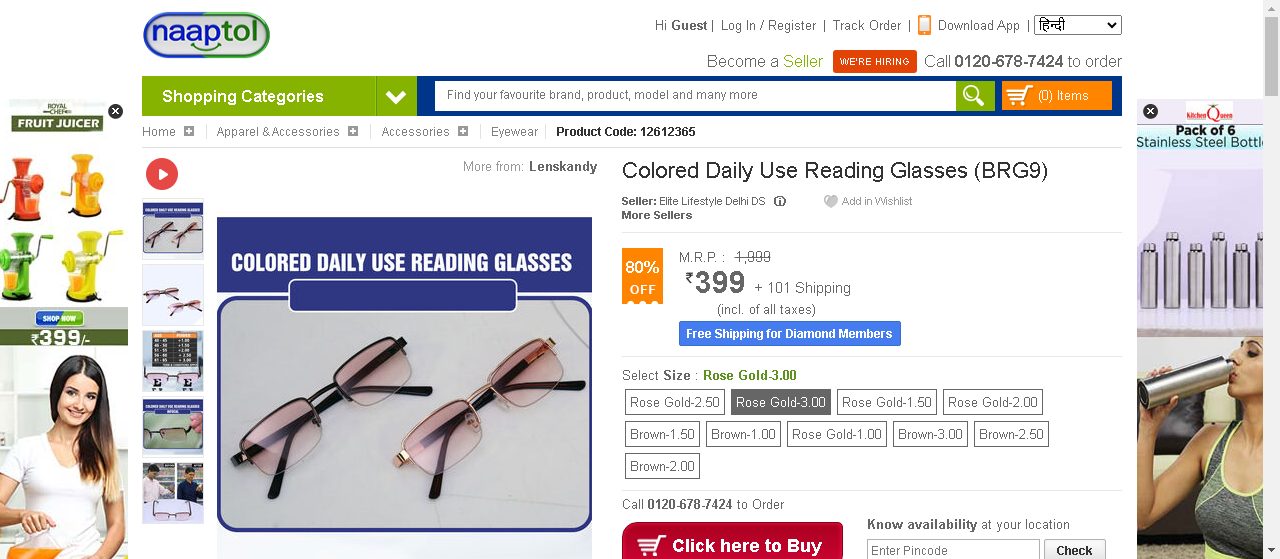 naaptol
Hi Guest | Log In / Register | Track Order | Download App | हिन्दी
Become a Seller WE'RE HIRING Call 0120-678-7424 to order
Shopping Categories
Find your favourite brand, product, model and many more
(0) Items
Home Apparel & Accessories Accessories Eyewear Product Code: 12612365
ROYAL CHEF
FRUIT JUICER
SHOP NOW
₹399/-
More from: Lenskandy
COLORED DAILY USE READING GLASSES
COLORED DAILY USE READING GLASSES
Colored Daily Use Reading Glasses (BRG9)
Seller: Elite Lifestyle Delhi DS
Add in Wishlist
More Sellers
80%
OFF
M.R.P. : 1,999
₹399 + 101 Shipping
(incl. of all taxes)
Free Shipping for Diamond Members
Select Size : Rose Gold-3.00
Rose Gold-2.50 Rose Gold-3.00 Rose Gold-1.50 Rose Gold-2.00
Brown-1.50 Brown-1.00 Rose Gold-1.00 Brown-3.00 Brown-2.50
Brown-2.00
Call 0120-678-7424 to Order
Click here to Buy
Know availability at your location
Enter Pincode Check
Kitchen Queen
Pack of 6
Stainless Steel Bottl